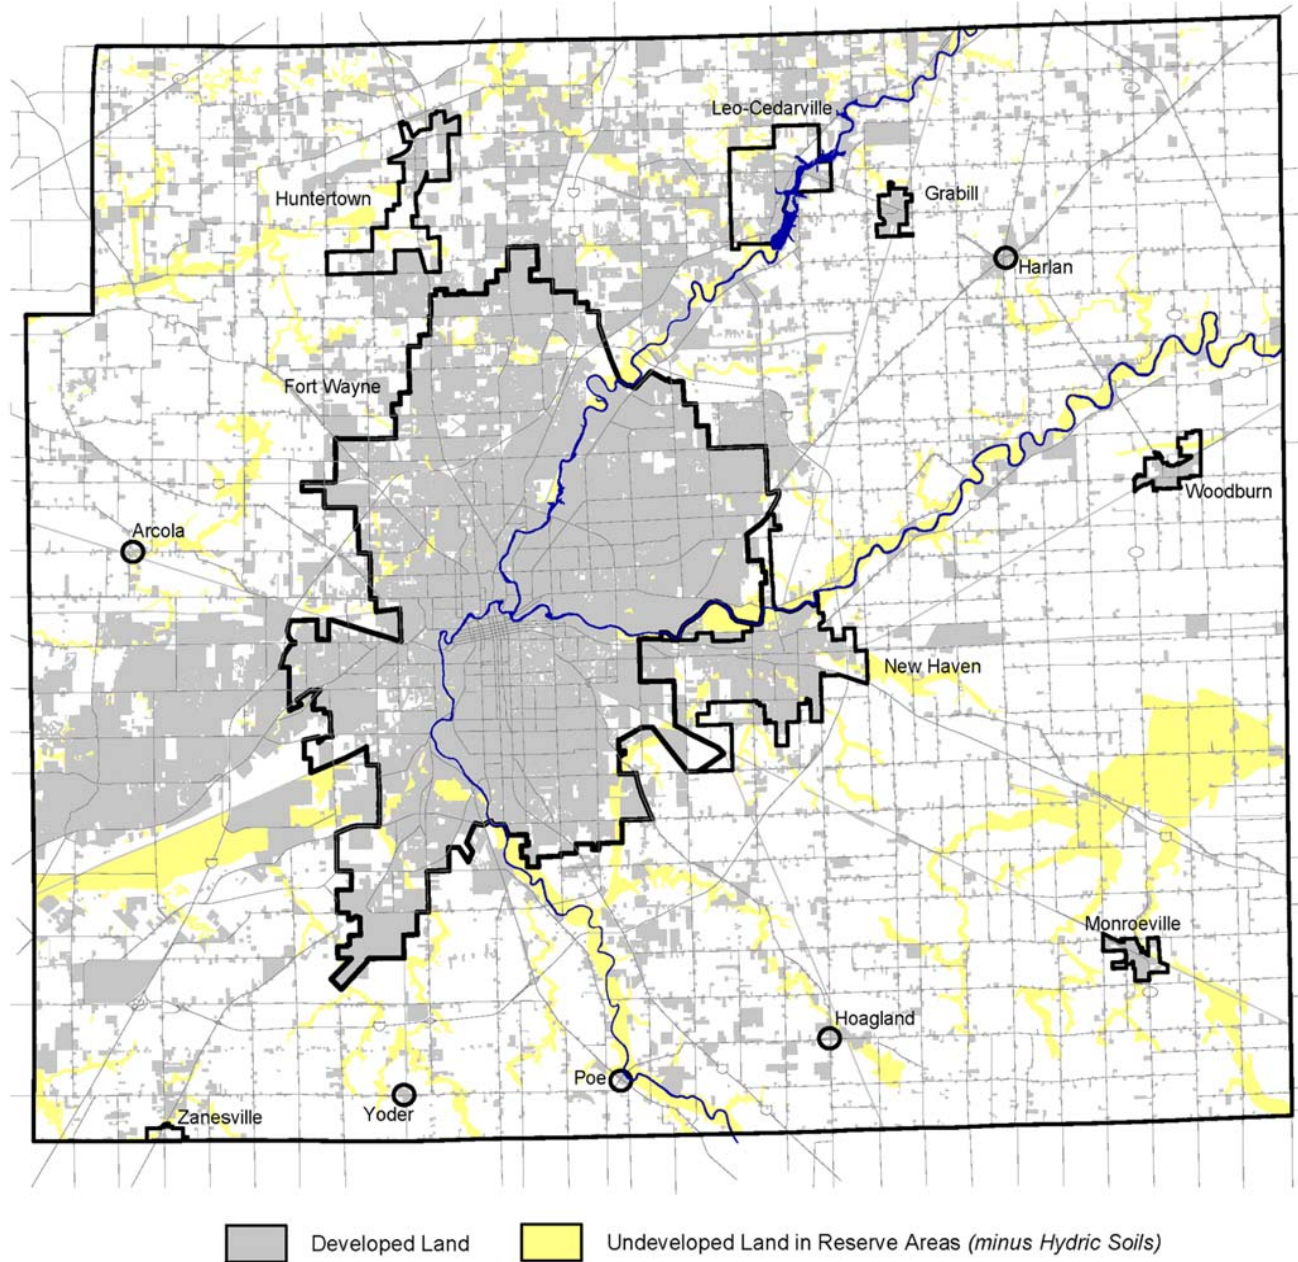 Leo-Cedarville
Huntertown
Grabill
Harlan
Fort Wayne
Woodburn
Arcola
New Haven
Monroeville
Hoagland
Poe
Zanesville
Yoder
Developed Land
Undeveloped Land in Reserve Areas (minus Hydric Soils)